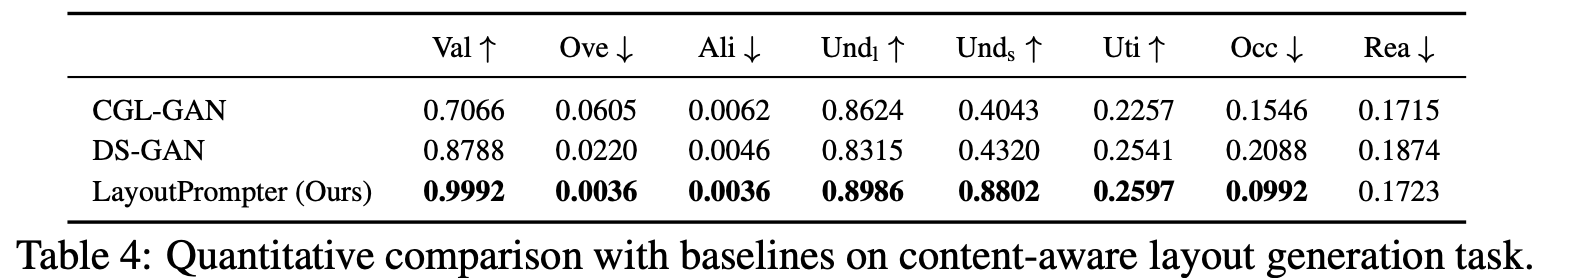 Val ↑ Ove ↓ Ali ↓ Undl ↑ Unds ↑ Uti ↑ Occ ↓ Rea ↓
CGL-GAN 0.7066 0.0605 0.0062 0.8624 0.4043 0.2257 0.1546 0.1715
DS-GAN 0.8788 0.0220 0.0046 0.8315 0.4320 0.2541 0.2088 0.1874
LayoutPrompter (Ours) 0.9992 0.0036 0.0036 0.8986 0.8802 0.2597 0.0992 0.1723
Table 4: Quantitative comparison with baselines on content-aware layout generation task.